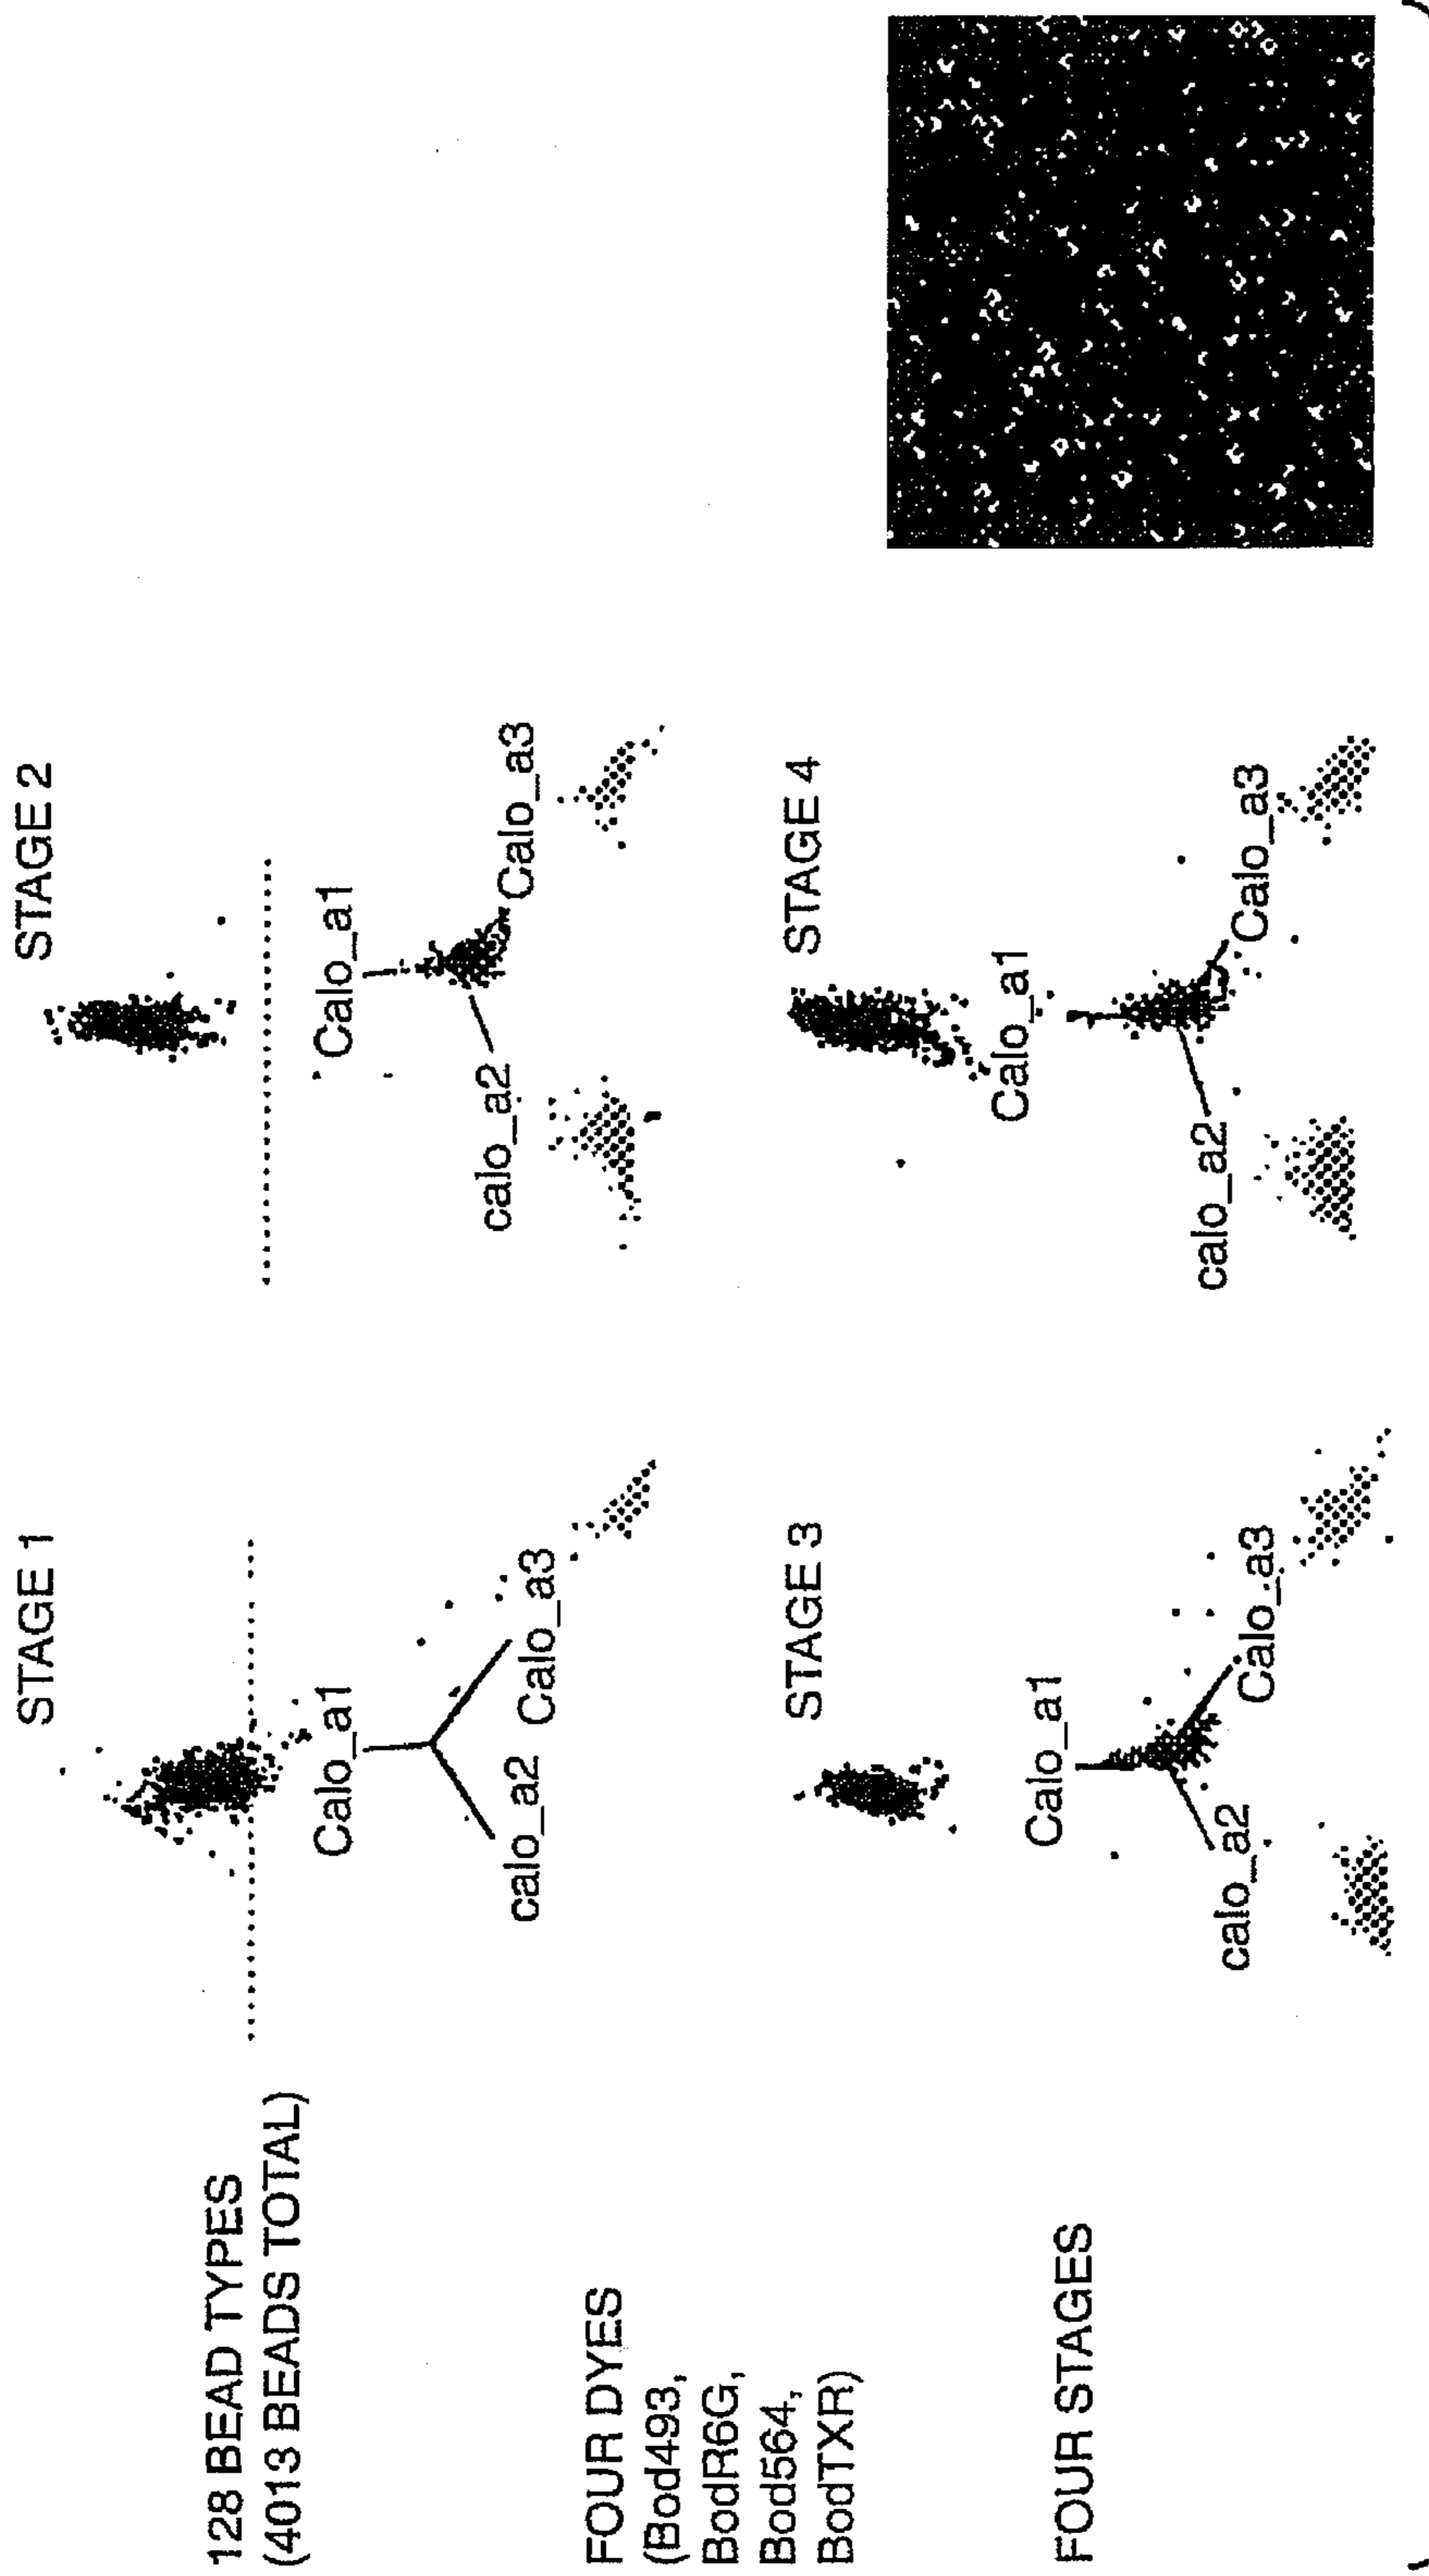 128 BEAD TYPES
(4013 BEADS TOTAL)
FOUR DYES
(Bod493,
BodR6G,
Bod564,
BodTXR)
FOUR STAGES
STAGE 1
Calo_a1
calo_a2
Calo_a3
STAGE 2
Calo_a1
calo_a2
Calo_a3
STAGE 3
Calo_a1
calo_a2
Calo_a3
STAGE 4
Calo_a1
calo_a2
Calo_a3